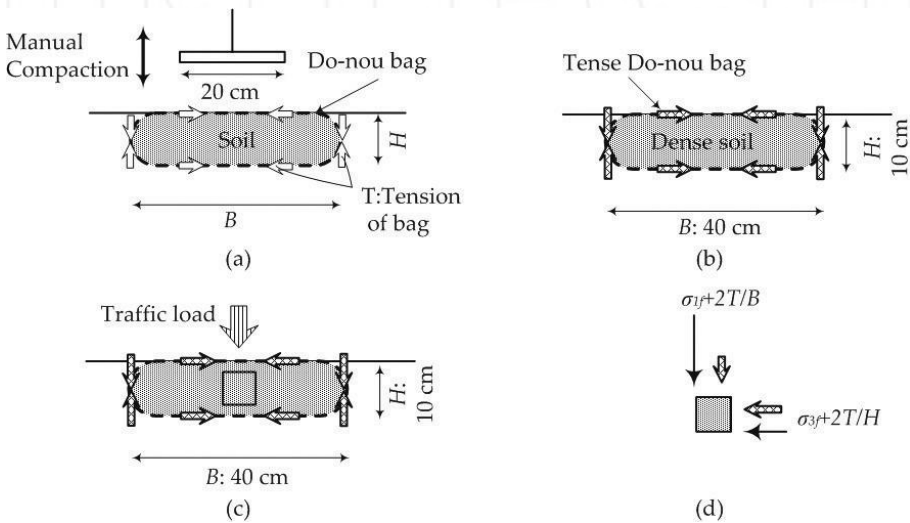 (a)
Manual
Compaction
20 cm
Do-nou bag
Soil
H
T:Tension
of bag
B
(b)
Tense Do-nou bag
Dense soil
H:
10 cm
B: 40 cm
(c)
Traffic load
H:
10 cm
B: 40 cm
(d)
σ1f+2T/B
σ3f+2T/H